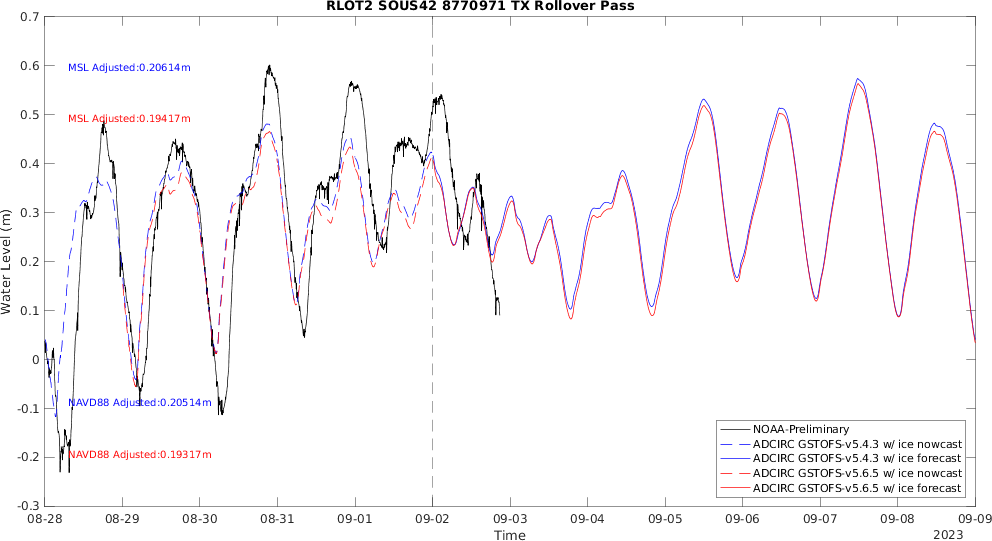 RLOT2 SOUS42 8770971 TX Rollover Pass
0.7
0.6
0.5
0.4
0.3
0.2
0.1
0
-0.1
-0.2
-0.3
Water Level (m)
MSL Adjusted:0.20614m
MSL Adjusted:0.19417m
NAVD88 Adjusted:0.20514m
NAVD88 Adjusted:0.19317m
NOAA-Preliminary
ADCIRC GSTOFS-v5.4.3 w/ ice nowcast
ADCIRC GSTOFS-v5.4.3 w/ ice forecast
ADCIRC GSTOFS-v5.6.5 w/ ice nowcast
ADCIRC GSTOFS-v5.6.5 w/ ice forecast
08-28 08-29 08-30 08-31 09-01 09-02 09-03 09-04 09-05 09-06 09-07 09-08 09-09
Time
2023